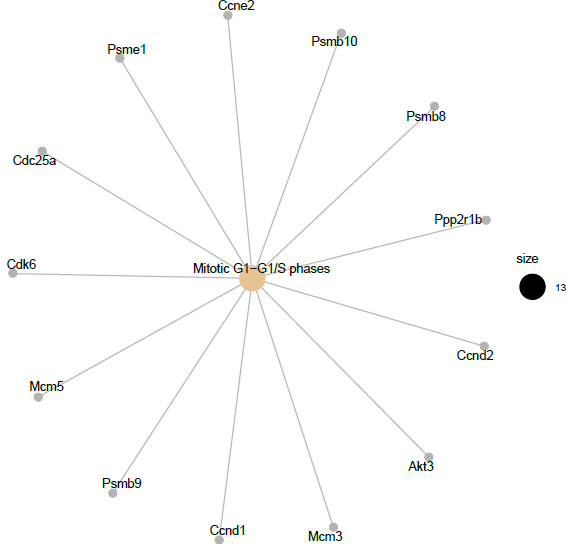 Ccne2
Psmb10
Psme1
Psmb8
Cdc25a
Ppp2r1b
size
Cdk6
Mitotic G1−G1/S phases
13
Ccnd2
Mcm5
Akt3
Psmb9
Ccnd1
Mcm3